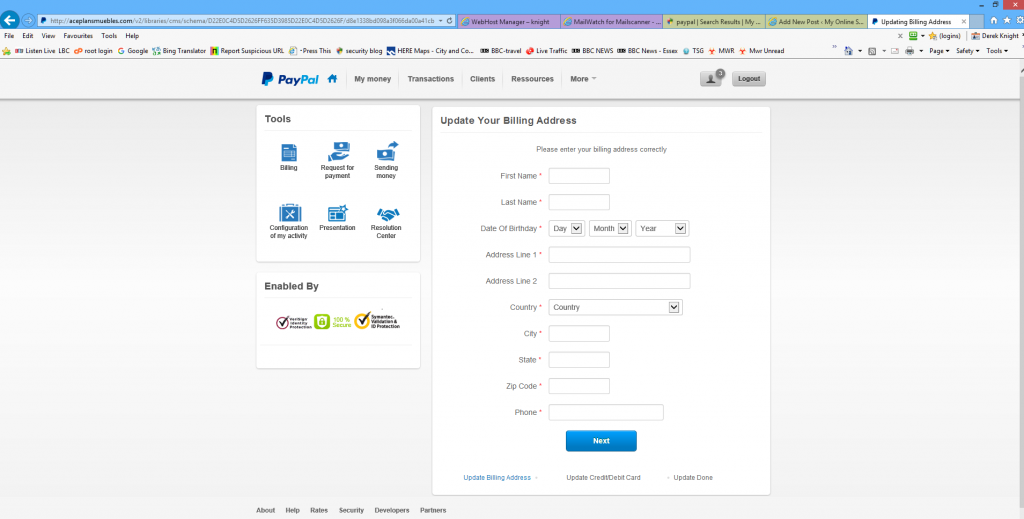 http://aceplansmuebles.com/v2/libraries/cms/schema/
WebHost Manager – knight
MailWatch for Mailscanner - ...
paypal | Search Results | My ...
Add New Post ‹ My Online S...
Updating Billing Address
File Edit View Favourites Tools Help
(logins) Derek Knight
Listen Live LBC root login Google Bing Translator Report Suspicious URL Press This security blog HERE Maps - City and Co... BBC-travel Live Traffic BBC NEWS BBC News - Essex TSG MWR Mwr Unread Page Safety Tools
PayPal My money Transactions Clients Ressources More 3 Logout
Tools
Billing
Request for payment
Sending money
Configuration of my activity
Presentation
Resolution Center
Enabled By
VeriSign Identity Protection
100 % Secure
Symantec. Validation & ID Protection
Update Your Billing Address
Please enter your billing address correctly
First Name *
Last Name *
Date Of Birthday * Day Month Year
Address Line 1 *
Address Line 2
Country * Country
City *
State *
Zip Code *
Phone *
Next
Update Billing Address - Update Credit/Debit Card - Update Done
About Help Rates Security Developers Partners